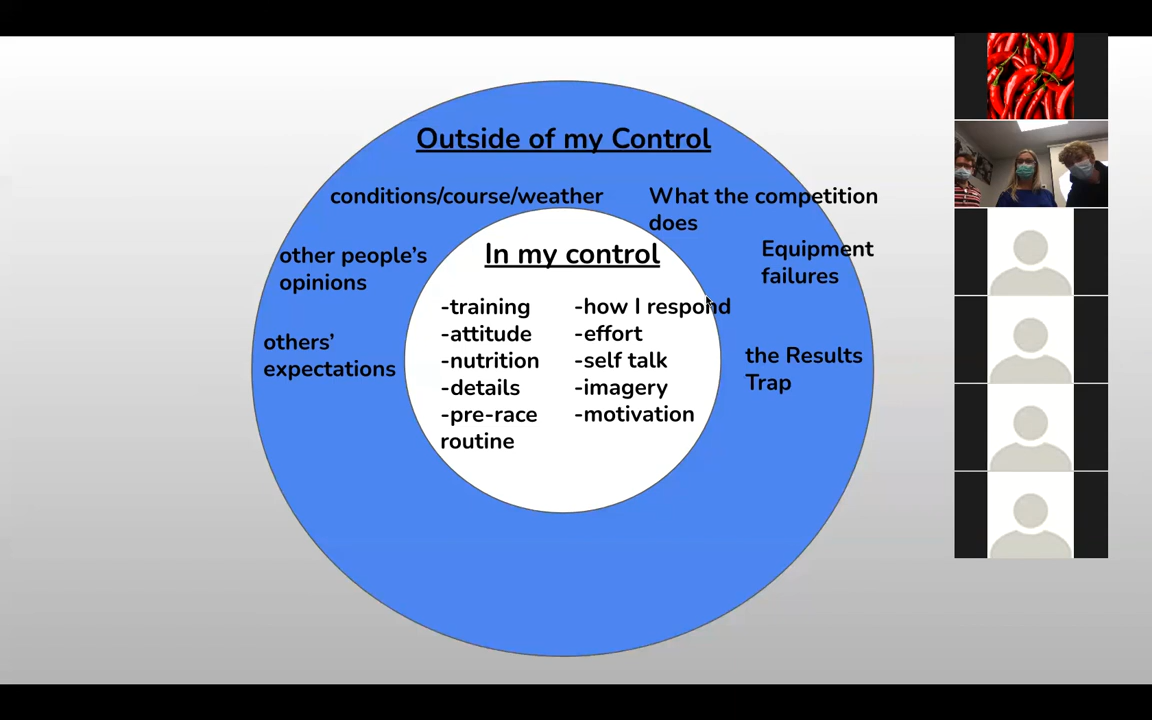 Outside of my Control
conditions/course/weather
What the competition
does
other people’s
opinions
Equipment
failures
others’
expectations
the Results
Trap
In my control
-training
-attitude
-nutrition
-details
-pre-race
routine
-how I respond
-effort
-self talk
-imagery
-motivation